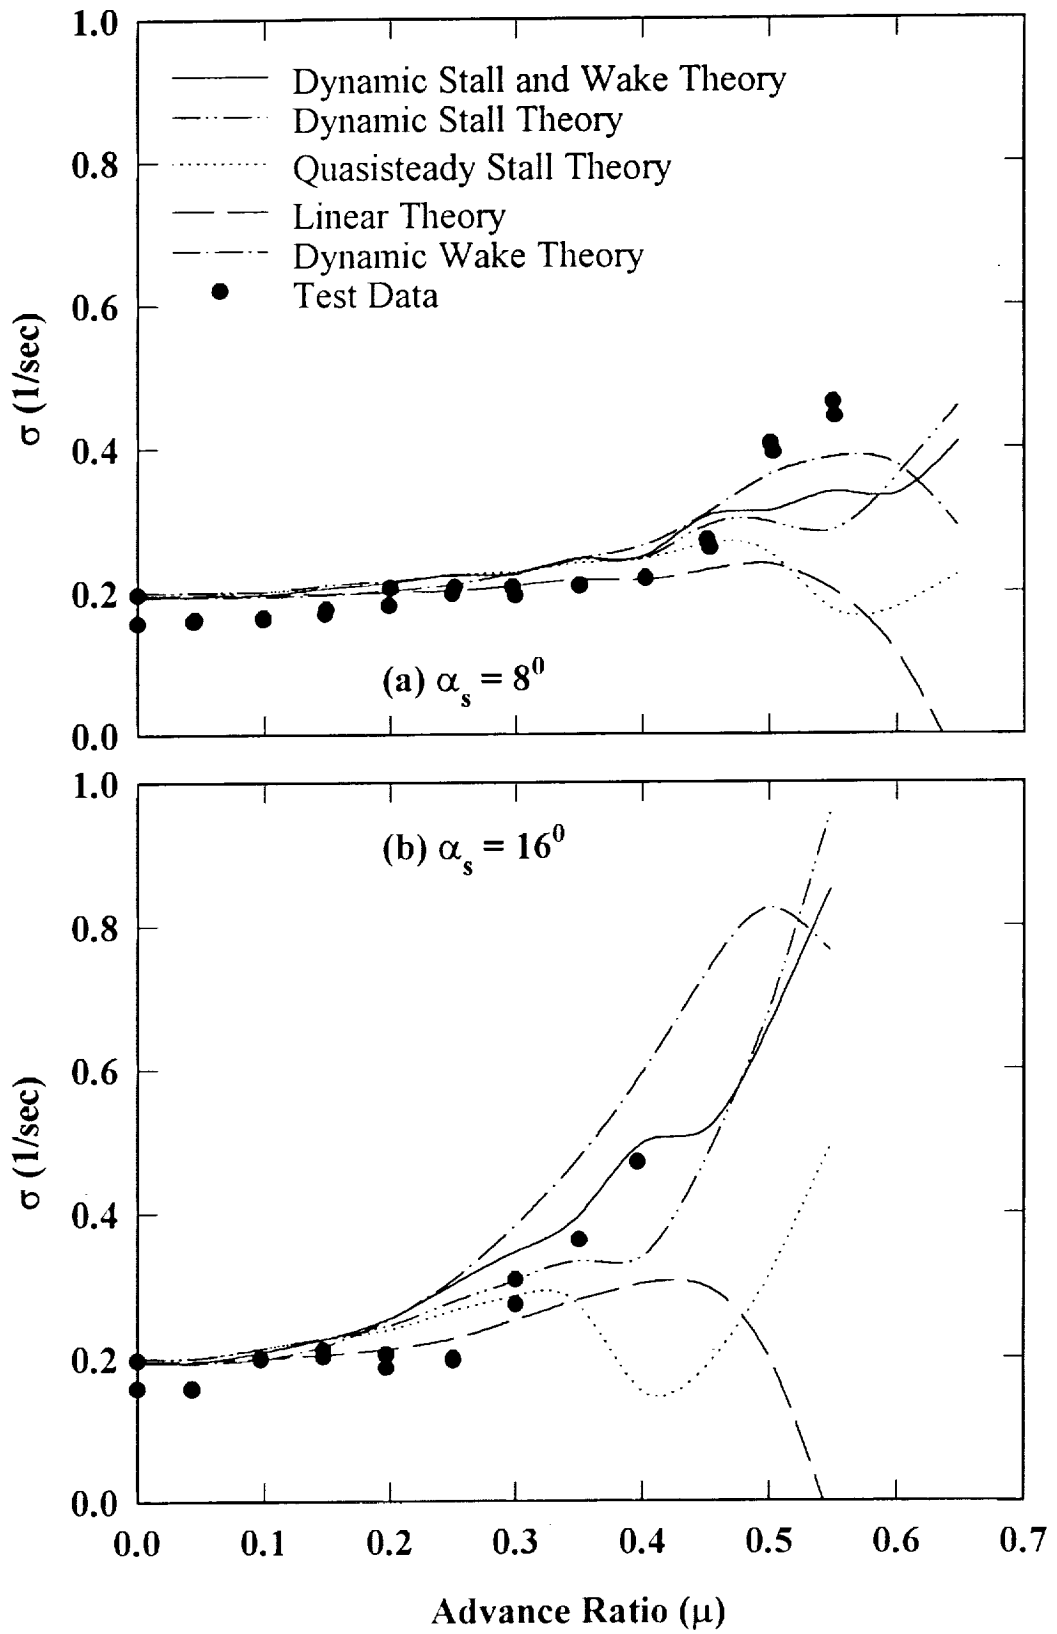 1.0
Dynamic Stall and Wake Theory
Dynamic Stall Theory
0.8
Quasisteady Stall Theory
Linear Theory
Dynamic Wake Theory
0.6
Test Data
σ (1/sec)
0.4
0.2
(a) αs = 8⁰
0.0
1.0
(b) αs = 16⁰
0.8
0.6
σ (1/sec)
0.4
0.2
0.0
0.0 0.1 0.2 0.3 0.4 0.5 0.6 0.7
Advance Ratio (μ)